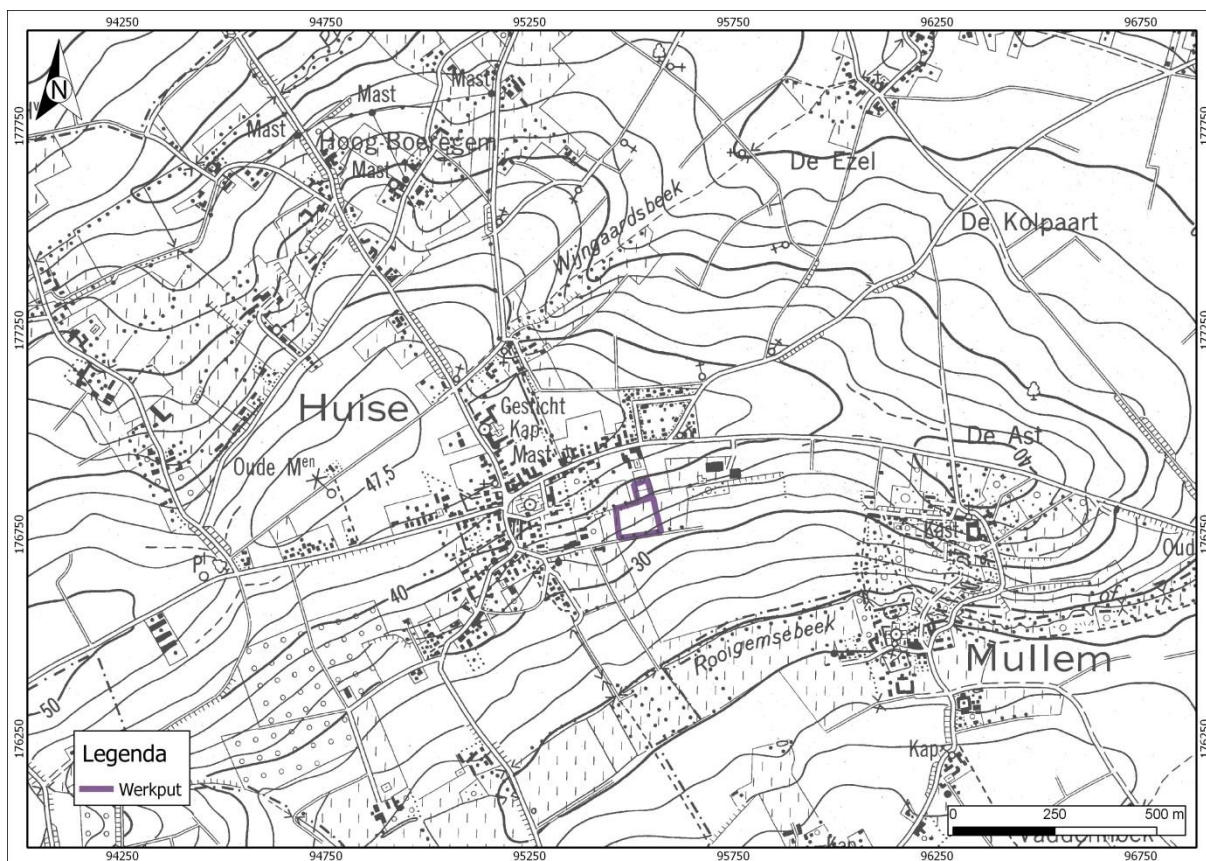 94250 94750 95250 95750 96250 96750
177750 177750
N
Mast
Mast
Mast
Hoog-Boeregem
Mast
De Ezel
De Kolpaart
Wijngaardsbeek
177250 177250
Huise
Gesticht
Kap
Mast
De Ast
Oude Mᵉⁿ
47,5
Kast
176750 176750
Oud
Pˡ
30
40
Rooigemsebeek
Mullem
50
176250 176250
Kap
Legenda
Werkput
0 250 500 m
Kap
94250 94750 95250 95750 96250 96750